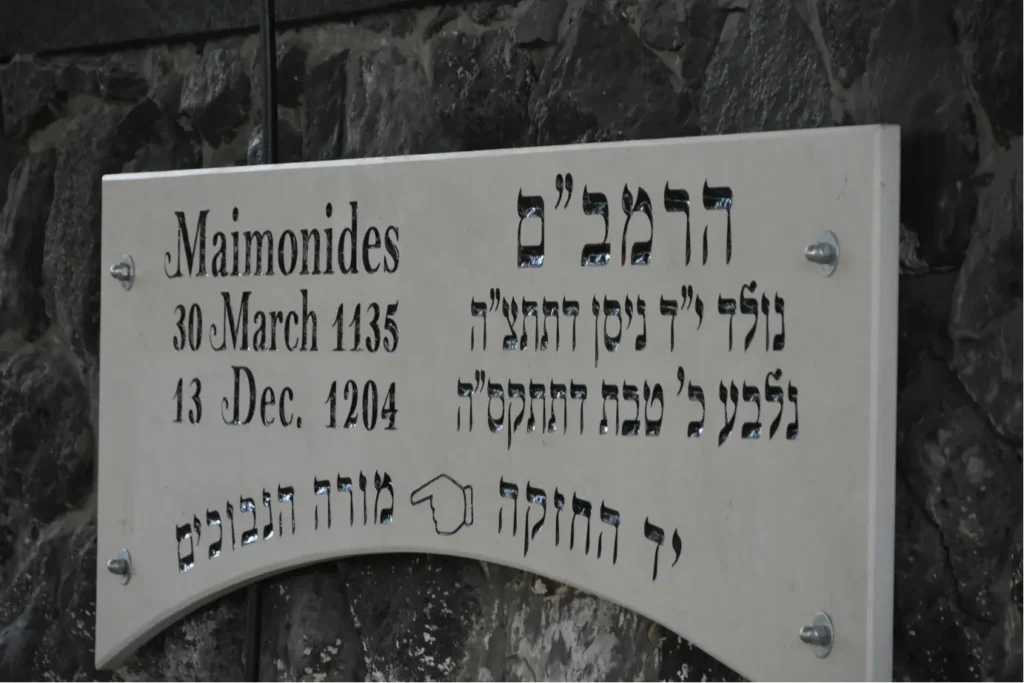 Maimonides
30 March 1135
13 Dec. 1204
הרמב"ם
נולד י"ד ניסן דתתצ"ה
נלבע כ' טבת דתתקס"ה
יד החזקה מורה הנבוכים